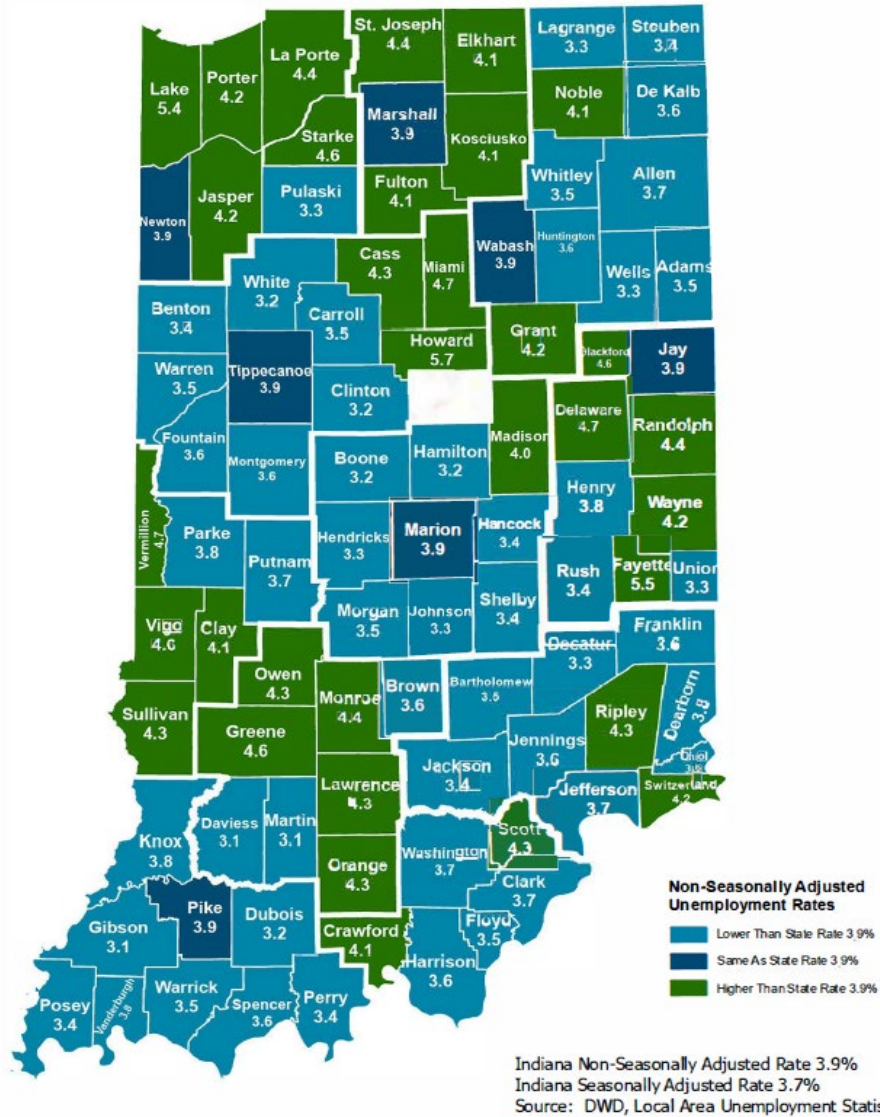 St. Joseph
4.4
Elkhart
4.1
Lagrange
3.3
Steuben
3.4
La Porte
4.4
Porter
4.2
Lake
5.4
Noble
4.1
De Kalb
3.6
Marshall
3.9
Starke
4.6
Kosciusko
4.1
Whitley
3.5
Allen
3.7
Jasper
4.2
Pulaski
3.3
Fulton
4.1
Newton
3.9
Wabash
3.9
Huntington
3.6
Cass
4.3
Miami
4.7
Wells
3.3
Adams
3.5
White
3.2
Benton
3.4
Carroll
3.5
Howard
5.7
Grant
4.2
Blackford
4.6
Jay
3.9
Warren
3.5
Tippecanoe
3.9
Clinton
3.2
Delaware
4.7
Randolph
4.4
Madison
4.0
Fountain
3.6
Montgomery
3.6
Boone
3.2
Hamilton
3.2
Henry
3.8
Wayne
4.2
Vermillion
4.7
Parke
3.8
Putnam
3.7
Hendricks
3.3
Marion
3.9
Hancock
3.4
Rush
3.4
Fayette
5.5
Union
3.3
Morgan
3.5
Johnson
3.3
Shelby
3.4
Vigo
Clay
4.1
Franklin
3.6
Decatur
3.3
Owen
4.3
Monroe
4.4
Brown
3.6
Bartholomew
3.5
Dearborn
3.8
Sullivan
4.3
Greene
4.6
Ripley
4.3
Jennings
3.6
Ohio
Jackson
3.4
Jefferson
3.7
Switzerland
4.2
Lawrence
4.3
Knox
3.8
Daviess
3.1
Martin
3.1
Scott
4.3
Washington
3.7
Orange
4.3
Clark
3.7
Pike
3.9
Dubois
3.2
Gibson
3.1
Crawford
4.1
Floyd
3.5
Harrison
3.6
Posey
3.4
Vanderburgh
3.8
Warrick
3.5
Spencer
3.6
Perry
3.4
Non-Seasonally Adjusted
Unemployment Rates
Lower Than State Rate 3.9%
Same As State Rate 3.9%
Higher Than State Rate 3.9%
Indiana Non-Seasonally Adjusted Rate 3.9%
Indiana Seasonally Adjusted Rate 3.7%
Source: DWD, Local Area Unemployment Statis